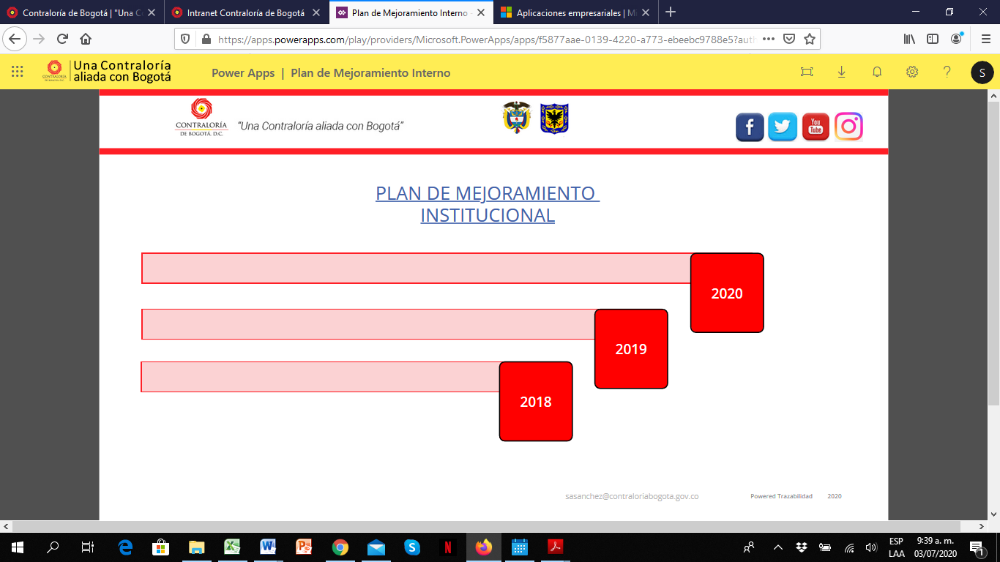 Contraloría de Bogotá | "Una C
Intranet Contraloría de Bogotá
Plan de Mejoramiento Interno -
Aplicaciones empresariales | Mi
https://apps.powerapps.com/play/providers/Microsoft.PowerApps/apps/f5877aae-0139-4220-a773-ebeebc9788e5?aut
Una Contraloría
aliada con Bogotá
Power Apps | Plan de Mejoramiento Interno
S
CONTRALORÍA
DE BOGOTÁ, D.C.
"Una Contraloría aliada con Bogotá"
You
Tube
PLAN DE MEJORAMIENTO
INSTITUCIONAL
2020
2019
2018
sasanchez@contraloriabogota.gov.co
Powered Trazabilidad 2020
ESP 9:39 a. m.
LAA 03/07/2020
1